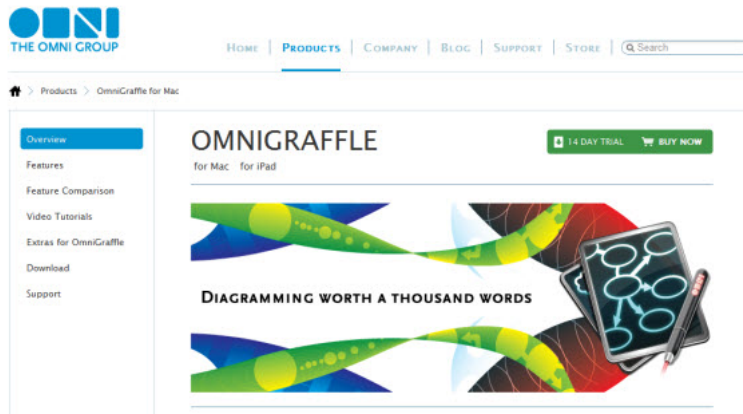 OMNI
THE OMNI GROUP
HOME
PRODUCTS
COMPANY
BLOG
SUPPORT
STORE
Search
> Products > OmniGraffle for Mac
Overview
Features
Feature Comparison
Video Tutorials
Extras for OmniGraffle
Download
Support
OMNIGRAFFLE
14 DAY TRIAL
BUY NOW
for Mac for iPad
DIAGRAMMING WORTH A THOUSAND WORDS